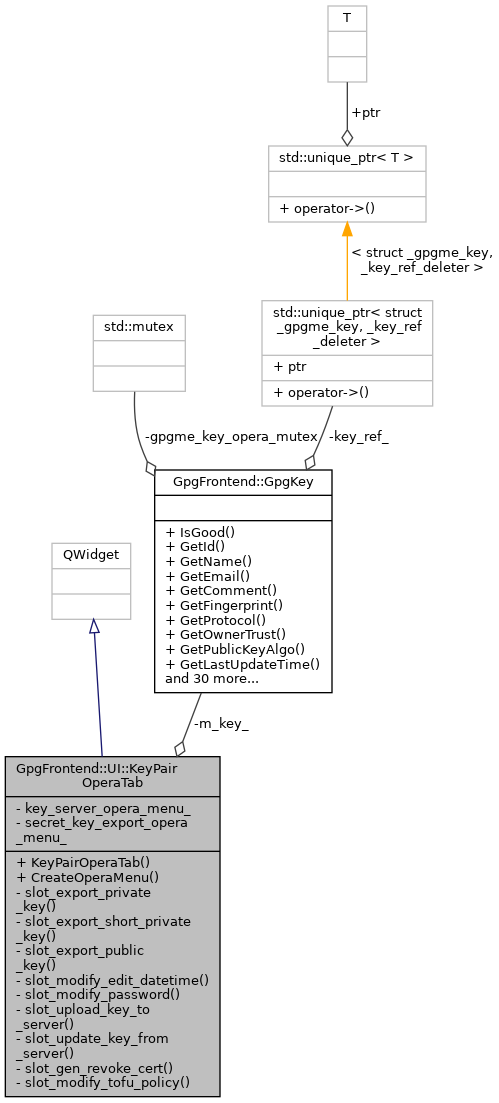 T
+ptr
std::unique_ptr< T >
+ operator->()
< struct _gpgme_key,
_key_ref_deleter >
std::unique_ptr< struct
_gpgme_key, _key_ref
_deleter >
+ ptr
+ operator->()
std::mutex
-gpgme_key_opera_mutex
-key_ref_
GpgFrontend::GpgKey
+ IsGood()
+ GetId()
+ GetName()
+ GetEmail()
+ GetComment()
+ GetFingerprint()
+ GetProtocol()
+ GetOwnerTrust()
+ GetPublicKeyAlgo()
+ GetLastUpdateTime()
and 30 more...
QWidget
-m_key_
GpgFrontend::UI::KeyPair
OperaTab
- key_server_opera_menu_
- secret_key_export_opera
_menu_
+ KeyPairOperaTab()
+ CreateOperaMenu()
- slot_export_private
_key()
- slot_export_short_private
_key()
- slot_export_public
_key()
- slot_modify_edit_datetime()
- slot_modify_password()
- slot_upload_key_to
_server()
- slot_update_key_from
_server()
- slot_gen_revoke_cert()
- slot_modify_tofu_policy()